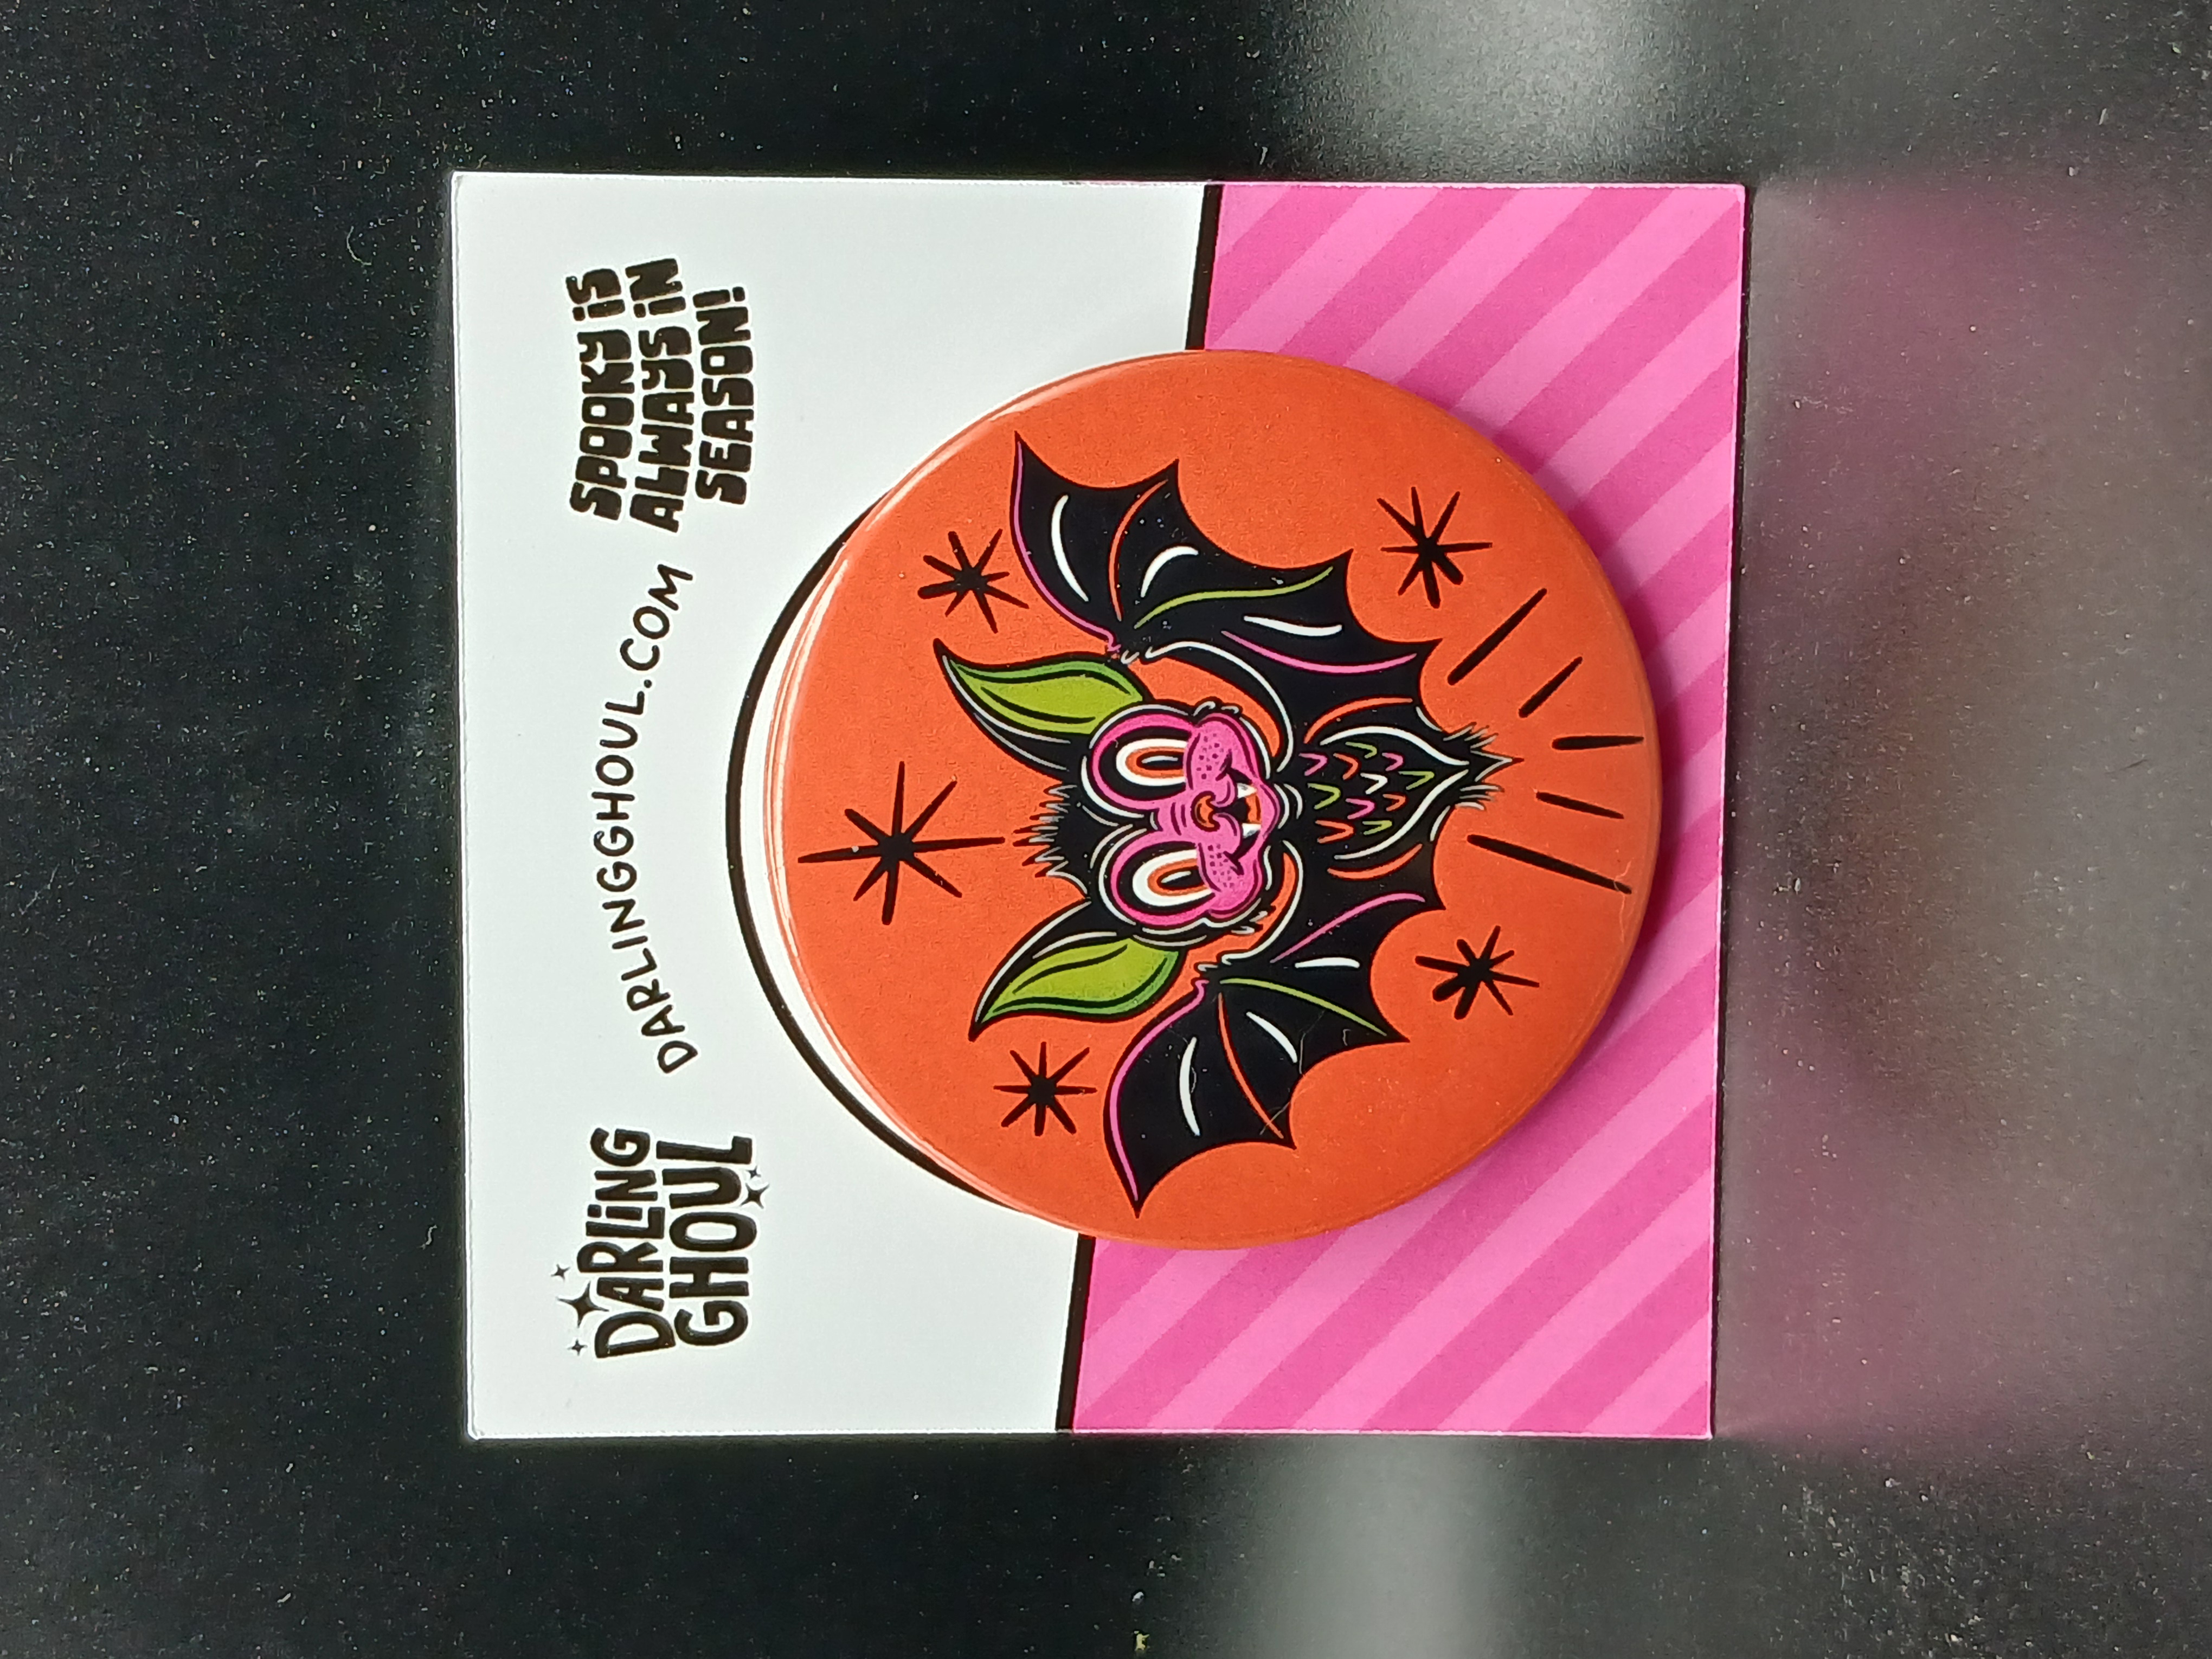 DARLiNG
GHOUL
DARLINGGHOUL.COM
SPOOKY iS
ALWAYS iN
SEASON!